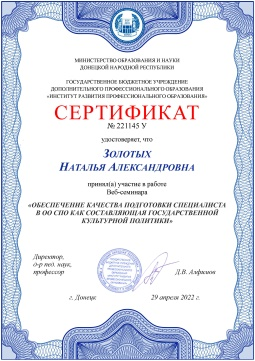 МИНИСТЕРСТВО ОБРАЗОВАНИЯ И НАУКИ
ДОНЕЦКОЙ НАРОДНОЙ РЕСПУБЛИКИ
ГОСУДАРСТВЕННОЕ БЮДЖЕТНОЕ УЧРЕЖДЕНИЕ
ДОПОЛНИТЕЛЬНОГО ПРОФЕССИОНАЛЬНОГО ОБРАЗОВАНИЯ
«ИНСТИТУТ РАЗВИТИЯ ПРОФЕССИОНАЛЬНОГО ОБРАЗОВАНИЯ»
СЕРТИФИКАТ
№ 221145 У
удостоверяет, что
ЗОЛОТЫХ
НАТАЛЬЯ АЛЕКСАНДРОВНА
принял(а) участие в работе
Веб-семинара
«ОБЕСПЕЧЕНИЕ КАЧЕСТВА ПОДГОТОВКИ СПЕЦИАЛИСТА
В ОО СПО КАК СОСТАВЛЯЮЩАЯ ГОСУДАРСТВЕННОЙ
КУЛЬТУРНОЙ ПОЛИТИКИ»
Директор,
д-р пед. наук,
профессор
Д.В. Алфимов
г. Донецк
29 апреля 2022 г.